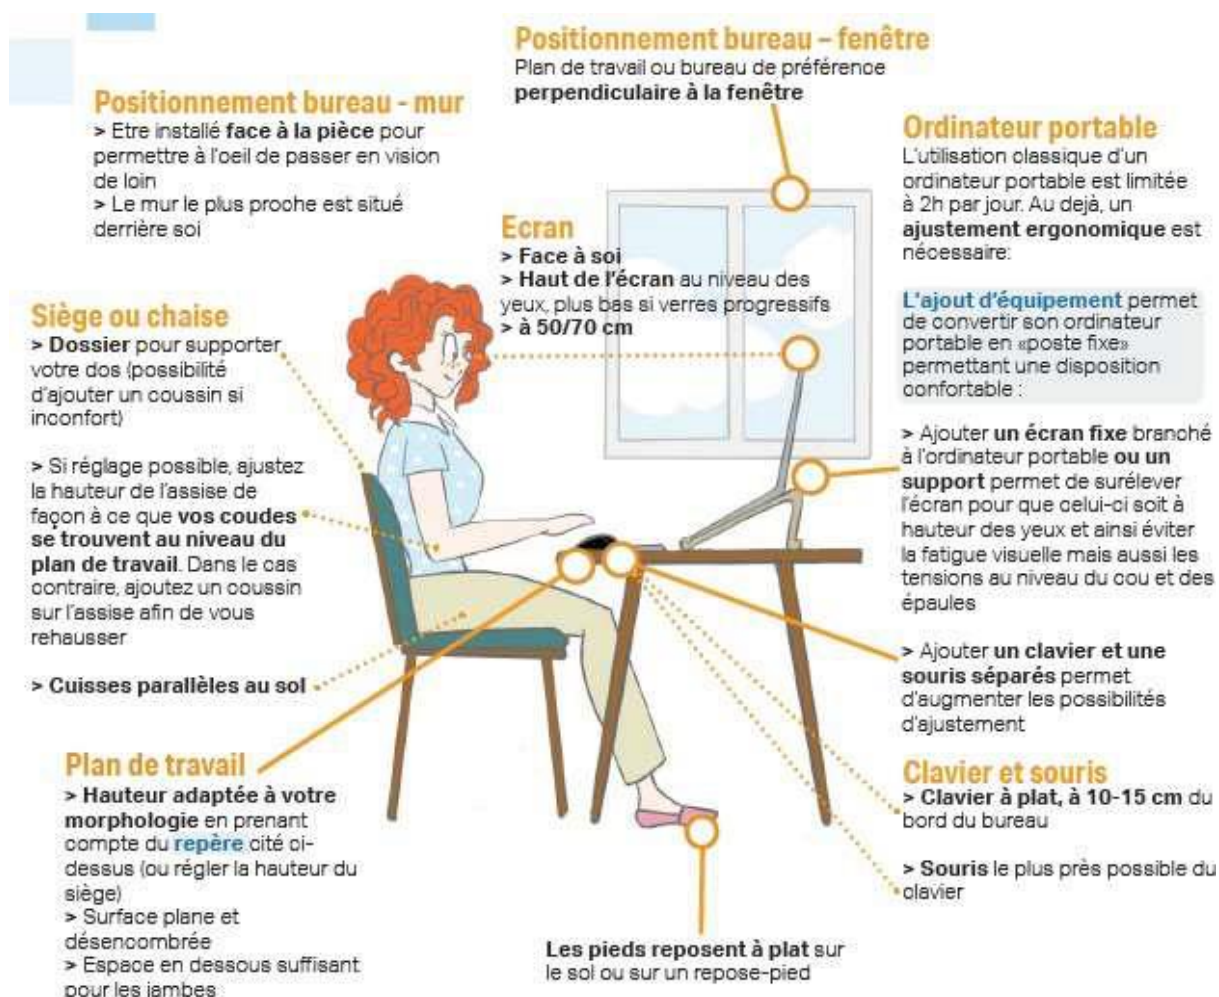 Positionnement bureau – fenêtre
Plan de travail ou bureau de préférence
perpendiculaire à la fenêtre
Positionnement bureau - mur
> Etre installé face à la pièce pour
permettre à l'oeil de passer en vision
de loin
> Le mur le plus proche est situé
derrière soi
Ecran
> Face à soi
> Haut de l'écran au niveau des
yeux, plus bas si verres progressifs
> à 50/70 cm
Siège ou chaise
> Dossier pour supporter
votre dos (possibilité
d'ajouter un coussin si
inconfort)
> Si réglage possible, ajustez
la hauteur de l'assise de
façon à ce que vos coudes
se trouvent au niveau du
plan de travail. Dans le cas
contraire, ajoutez un coussin
sur l'assise afin de vous
rehausser
> Cuisses parallèles au sol
Plan de travail
> Hauteur adaptée à votre
morphologie en prenant
compte du repère cité ci-
dessus (ou régler la hauteur du
siège)
> Surface plane et
désencombrée
> Espace en dessous suffisant
pour les jambes
Les pieds reposent à plat sur
le sol ou sur un repose-pied
Ordinateur portable
L'utilisation classique d'un
ordinateur portable est limitée
à 2h par jour. Au dejà, un
ajustement ergonomique est
nécessaire:
L'ajout d'équipement permet
de convertir son ordinateur
portable en «poste fixe»
permettant une disposition
confortable :
> Ajouter un écran fixe branché
à l'ordinateur portable ou un
support permet de surélever
l'écran pour que celui-ci soit à
hauteur des yeux et ainsi éviter
la fatigue visuelle mais aussi les
tensions au niveau du cou et des
épaules
> Ajouter un clavier et une
souris séparés permet
d'augmenter les possibilités
d'ajustement
Clavier et souris
> Clavier à plat, à 10-15 cm du
bord du bureau
> Souris le plus près possible du
clavier